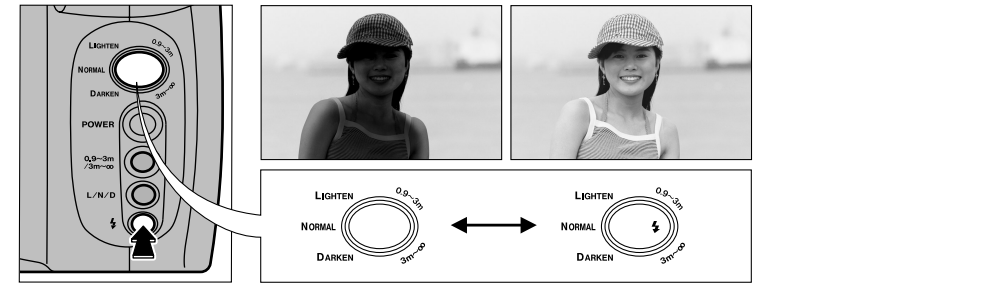 LIGHTEN
0.9~3m
NORMAL
DARKEN
3m~∞
POWER
0.9~3m
/3m~∞
L/N/D
LIGHTEN
0.9~3m
NORMAL
DARKEN
3m~∞
LIGHTEN
0.9~3m
NORMAL
DARKEN
3m~∞